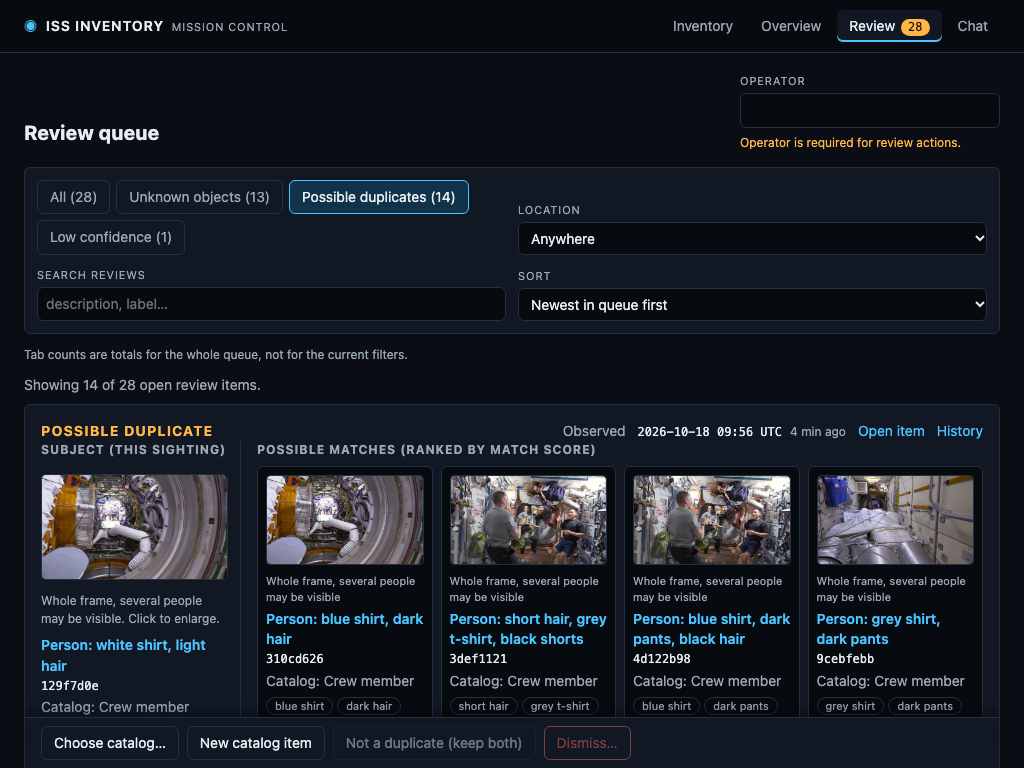 ISS INVENTORY MISSION CONTROL
Inventory Overview Review 28 Chat
OPERATOR
Review queue
Operator is required for review actions.
All (28) Unknown objects (13) Possible duplicates (14)
Low confidence (1)
LOCATION
Anywhere
SEARCH REVIEWS
description, label...
SORT
Newest in queue first
Tab counts are totals for the whole queue, not for the current filters.
Showing 14 of 28 open review items.
POSSIBLE DUPLICATE
Observed 2026-10-18 09:56 UTC 4 min ago Open item History
SUBJECT (THIS SIGHTING)
Whole frame, several people
may be visible. Click to enlarge.
Person: white shirt, light
hair
129f7d0e
Catalog: Crew member
POSSIBLE MATCHES (RANKED BY MATCH SCORE)
Whole frame, several people
may be visible
Person: blue shirt, dark
hair
310cd626
Catalog: Crew member
blue shirt dark hair
Whole frame, several people
may be visible
Person: short hair, grey
t-shirt, black shorts
3def1121
Catalog: Crew member
short hair grey t-shirt
Whole frame, several people
may be visible
Person: blue shirt, dark
pants, black hair
4d122b98
Catalog: Crew member
blue shirt dark pants
Whole frame, several people
may be visible
Person: grey shirt,
dark pants
9cebfebb
Catalog: Crew member
grey shirt dark pants
Choose catalog... New catalog item Not a duplicate (keep both) Dismiss...